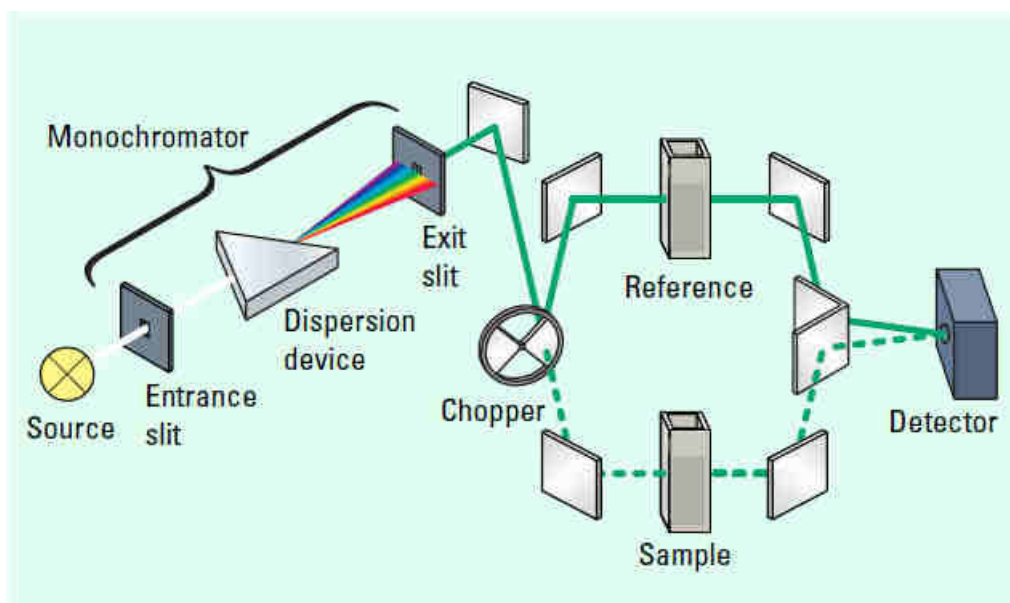 Monochromator
Exit
slit
Reference
Dispersion
device
Entrance
slit
Source
Chopper
Detector
Sample